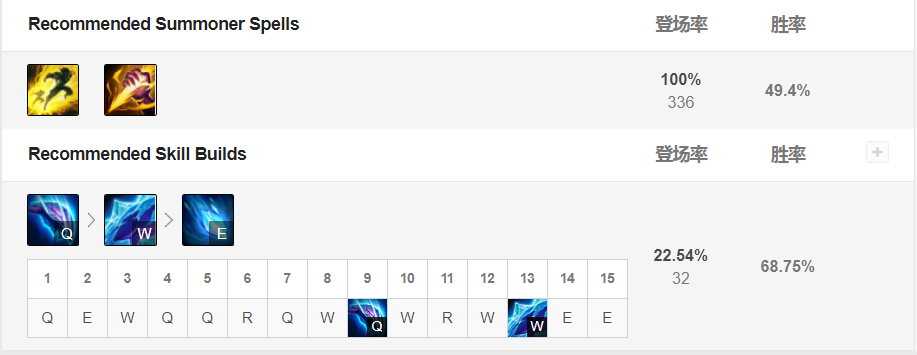 Recommended Summoner Spells 登场率 胜率
100%
336
49.4%
Recommended Skill Builds 登场率 胜率 +
Q > W > E
1 2 3 4 5 6 7 8 9 10 11 12 13 14 15
Q E W Q Q R Q W Q W R W W E E
22.54%
32
68.75%